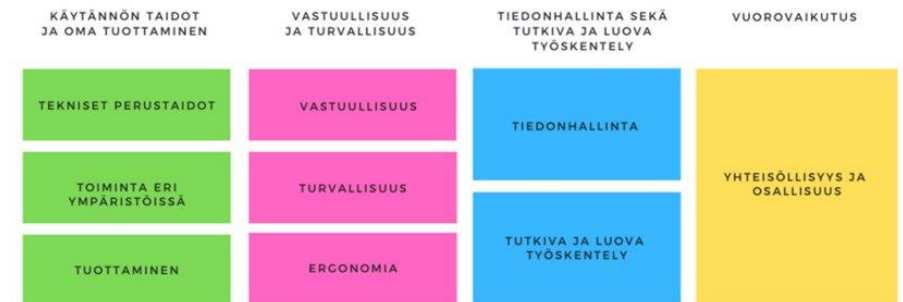 KÄYTÄNNÖN TAIDOT
JA OMA TUOTTAMINEN
VASTUULLISUUS
JA TURVALLISUUS
TIEDONHALLINTA SEKÄ
TUTKIVA JA LUOVA
TYÖSKENTELY
VUOROVAIKUTUS
TEKNISET PERUSTAIDOT
TOIMINTA ERI
YMPÄRISTÖISSÄ
TUOTTAMINEN
VASTUULLISUUS
TURVALLISUUS
ERGONOMIA
TIEDONHALLINTA
TUTKIVA JA LUOVA
TYÖSKENTELY
YHTEISÖLLISYYS JA
OSALLISUUS